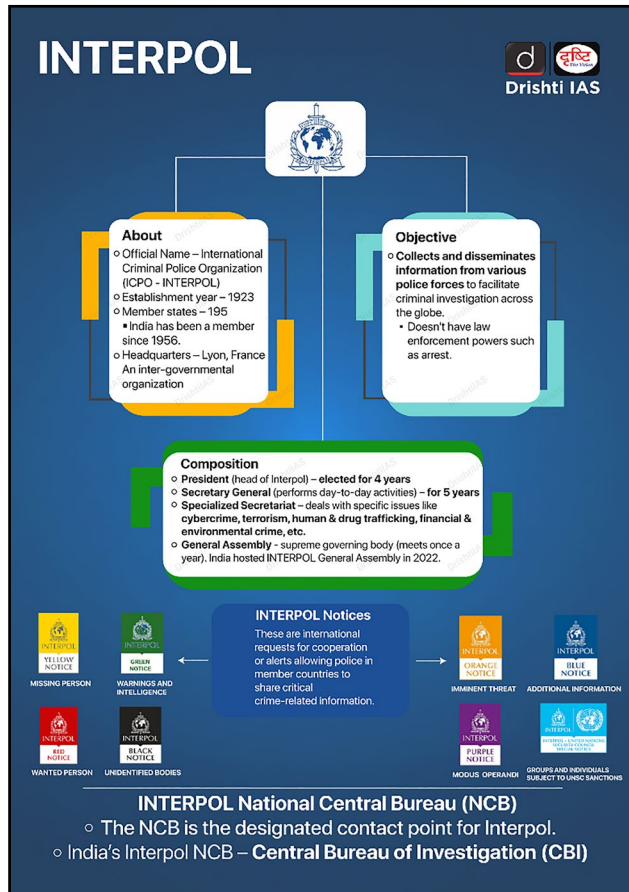 INTERPOL
d
दृष्टि
The Vision
Drishti IAS
About
○ Official Name – International
Criminal Police Organization
(ICPO - INTERPOL)
○ Establishment year – 1923
○ Member states – 195
▪ India has been a member
since 1956.
○ Headquarters – Lyon, France
An inter-governmental
organization
Objective
○ Collects and disseminates
information from various
police forces to facilitate
criminal investigation across
the globe.
▪ Doesn't have law
enforcement powers such
as arrest.
Composition
○ President (head of Interpol) – elected for 4 years
○ Secretary General (performs day-to-day activities) – for 5 years
○ Specialized Secretariat – deals with specific issues like
cybercrime, terrorism, human & drug trafficking, financial &
environmental crime, etc.
○ General Assembly - supreme governing body (meets once a
year). India hosted INTERPOL General Assembly in 2022.
INTERPOL
YELLOW
NOTICE
MISSING PERSON
INTERPOL
GREEN
NOTICE
WARNINGS AND
INTELLIGENCE
INTERPOL
RED
NOTICE
WANTED PERSON
INTERPOL
BLACK
NOTICE
UNIDENTIFIED BODIES
INTERPOL Notices
These are international
requests for cooperation
or alerts allowing police in
member countries to
share critical
crime-related information.
INTERPOL
ORANGE
NOTICE
IMMINENT THREAT
INTERPOL
BLUE
NOTICE
ADDITIONAL INFORMATION
INTERPOL
PURPLE
NOTICE
MODUS OPERANDI
INTERPOL
INTERPOL – UNITED NATIONS
SECURITY COUNCIL
SPECIAL NOTICE
GROUPS AND INDIVIDUALS
SUBJECT TO UNSC SANCTIONS
INTERPOL National Central Bureau (NCB)
○ The NCB is the designated contact point for Interpol.
○ India's Interpol NCB – Central Bureau of Investigation (CBI)